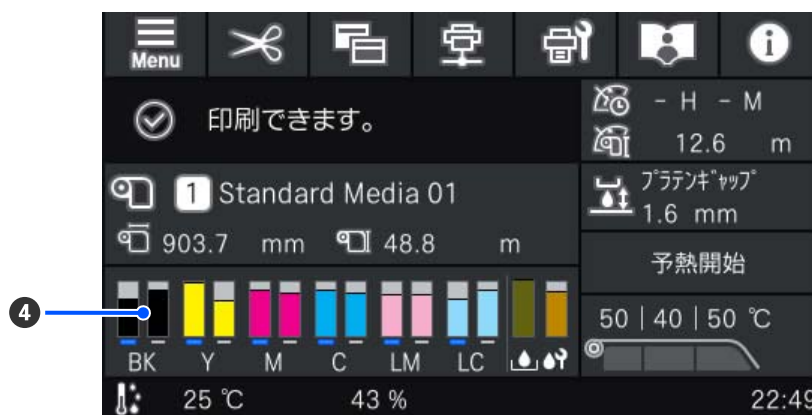 Menu
印刷できます。
- H - M
12.6 m
1 Standard Media 01
903.7 mm 48.8 m
ﾌﾟﾗﾃﾝｷﾞｬｯﾌﾟ
1.6 mm
予熱開始
4
BK Y M C LM LC
50 | 40 | 50 ℃
25 ℃ 43 % 22:49